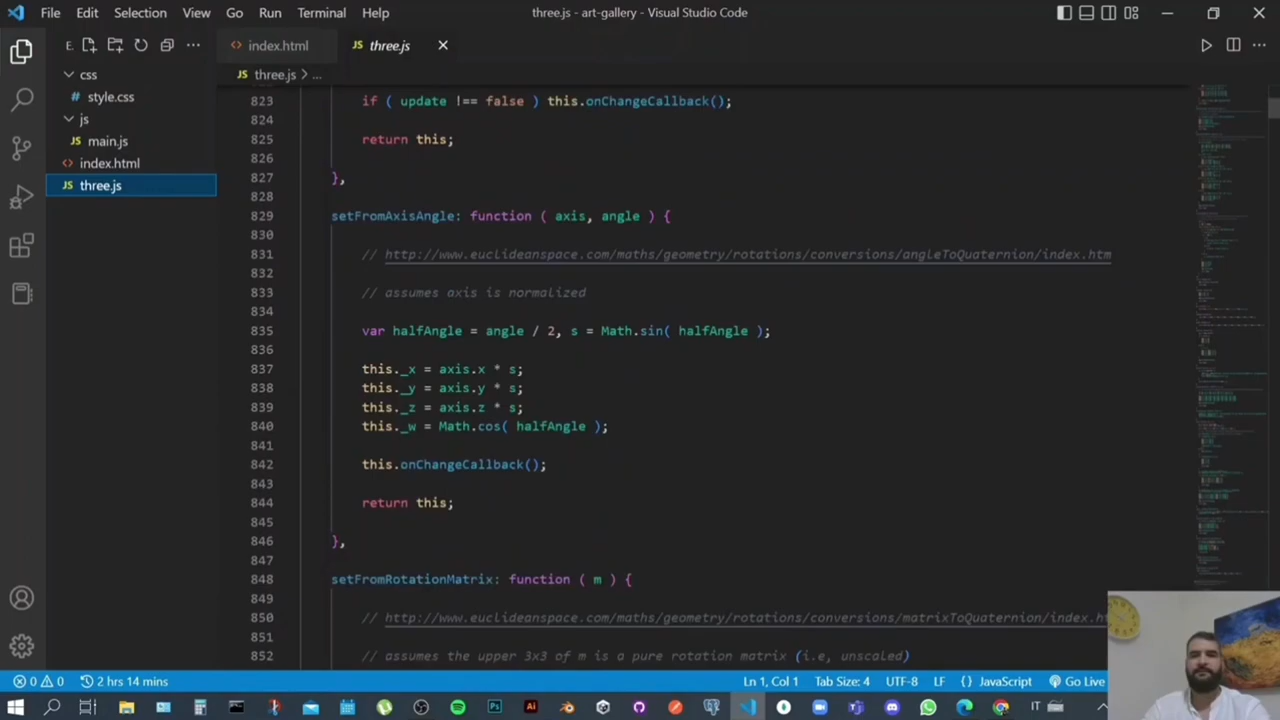 File Edit Selection View Go Run Terminal Help three.js - art-gallery - Visual Studio Code
E.
css
style.css
js
main.js
index.html
three.js
index.html three.js
three.js > ...
823 if ( update !== false ) this.onChangeCallback();
824
825 return this;
826
827 },
828
829 setFromAxisAngle: function ( axis, angle ) {
830
831 // http://www.euclideanspace.com/maths/geometry/rotations/conversions/angleToQuaternion/index.htm
832
833 // assumes axis is normalized
834
835 var halfAngle = angle / 2, s = Math.sin( halfAngle );
836
837 this._x = axis.x * s;
838 this._y = axis.y * s;
839 this._z = axis.z * s;
840 this._w = Math.cos( halfAngle );
841
842 this.onChangeCallback();
843
844 return this;
845
846 },
847
848 setFromRotationMatrix: function ( m ) {
849
850 // http://www.euclideanspace.com/maths/geometry/rotations/conversions/matrixToQuaternion/index.ht
851
852 // assumes the upper 3x3 of m is a pure rotation matrix (i.e, unscaled)
0 0 2 hrs 14 mins Ln 1, Col 1 Tab Size: 4 UTF-8 LF {} JavaScript Go Live
Ps Ai IT